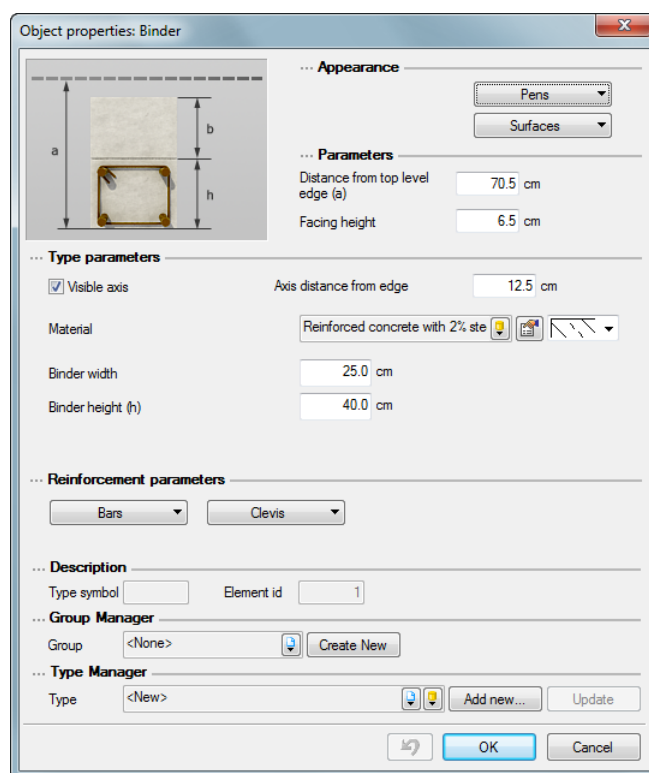 Object properties: Binder
Appearance
Pens
Surfaces
a
b
h
Parameters
Distance from top level edge (a) 70.5 cm
Facing height 6.5 cm
Type parameters
Visible axis Axis distance from edge 12.5 cm
Material Reinforced concrete with 2% ste
Binder width 25.0 cm
Binder height (h) 40.0 cm
Reinforcement parameters
Bars Clevis
Description
Type symbol Element id 1
Group Manager
Group <None> Create New
Type Manager
Type <New> Add new... Update
OK Cancel